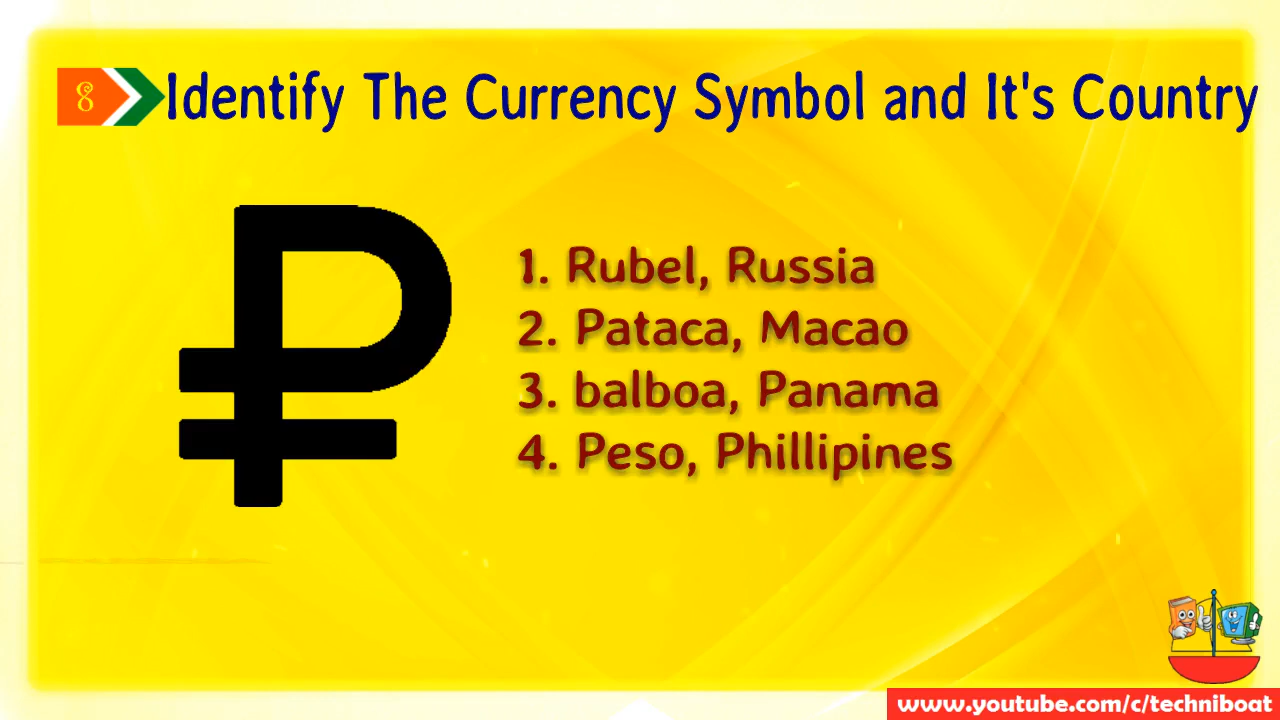 8
Identify The Currency Symbol and It's Country
₽
1. Rubel, Russia
2. Pataca, Macao
3. balboa, Panama
4. Peso, Phillipines
www.youtube.com/c/techniboat